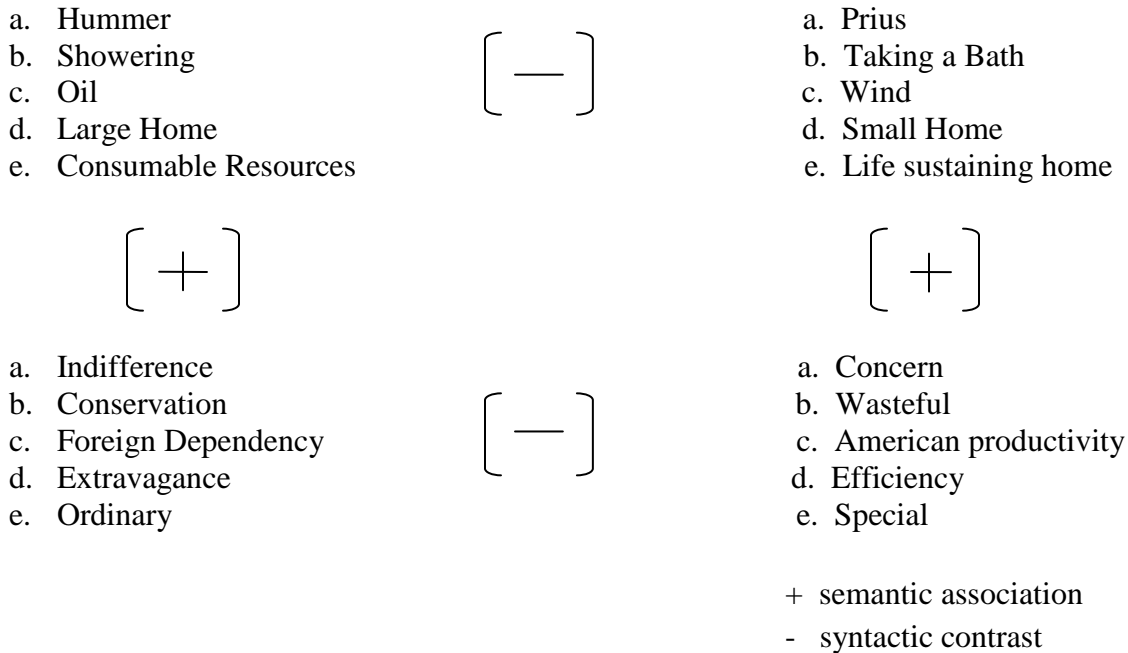 a. Hummer
b. Showering
c. Oil
d. Large Home
e. Consumable Resources
[ — ]
a. Prius
b. Taking a Bath
c. Wind
d. Small Home
e. Life sustaining home
[ + ]
[ + ]
a. Indifference
b. Conservation
c. Foreign Dependency
d. Extravagance
e. Ordinary
[ — ]
a. Concern
b. Wasteful
c. American productivity
d. Efficiency
e. Special
+ semantic association
- syntactic contrast